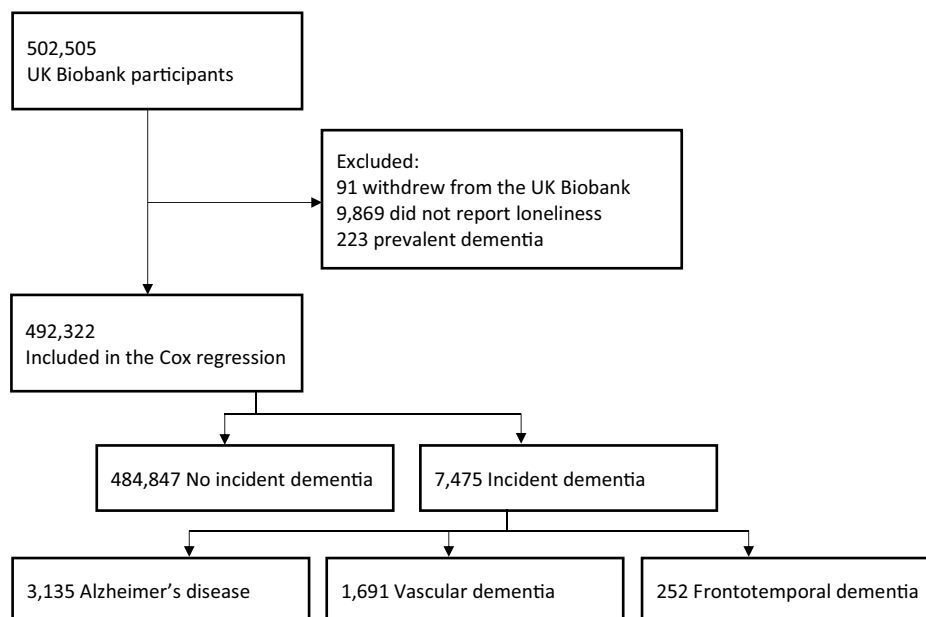 502,505
UK Biobank participants
Excluded:
91 withdrew from the UK Biobank
9,869 did not report loneliness
223 prevalent dementia
492,322
Included in the Cox regression
484,847 No incident dementia
7,475 Incident dementia
3,135 Alzheimer’s disease
1,691 Vascular dementia
252 Frontotemporal dementia